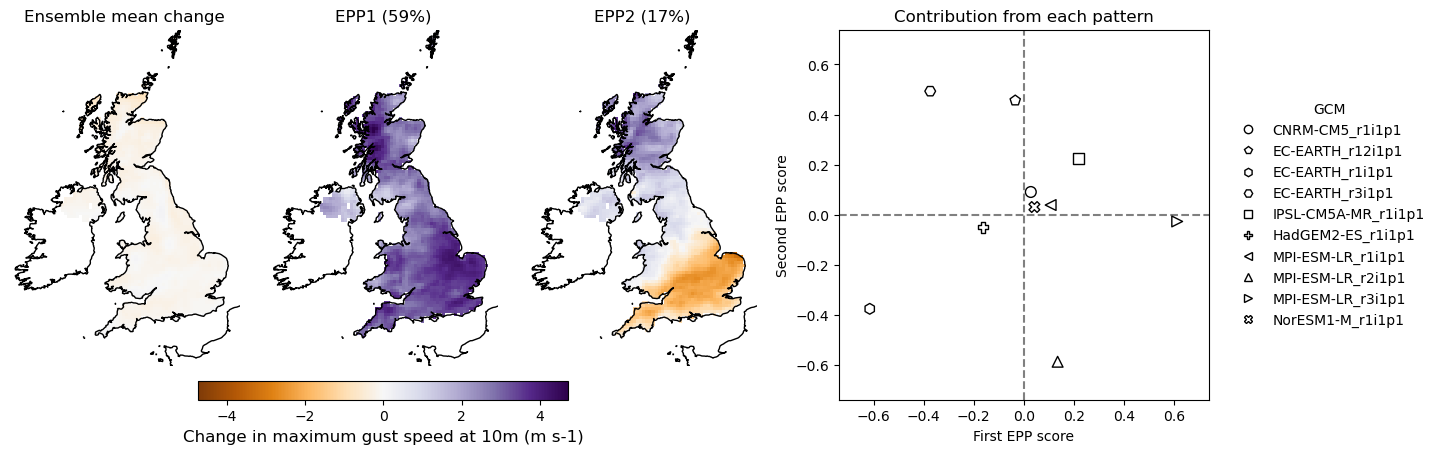 Ensemble mean change
EPP1 (59%)
EPP2 (17%)
−4
−2
0
2
4
Change in maximum gust speed at 10m (m s-1)
Contribution from each pattern
Second EPP score
0.6
0.4
0.2
0.0
−0.2
−0.4
−0.6
−0.6
−0.4
−0.2
0.0
0.2
0.4
0.6
First EPP score
GCM
CNRM-CM5_r1i1p1
EC-EARTH_r12i1p1
EC-EARTH_r1i1p1
EC-EARTH_r3i1p1
IPSL-CM5A-MR_r1i1p1
HadGEM2-ES_r1i1p1
MPI-ESM-LR_r1i1p1
MPI-ESM-LR_r2i1p1
MPI-ESM-LR_r3i1p1
NorESM1-M_r1i1p1